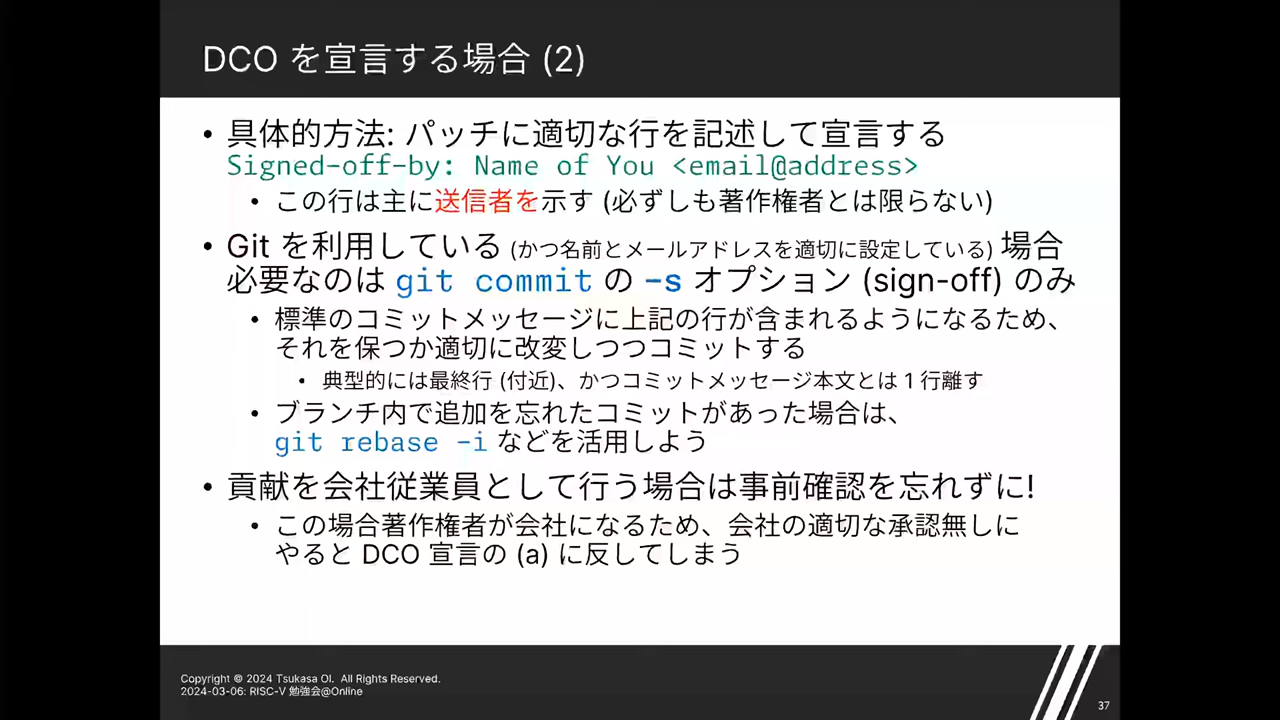 DCO を宣言する場合 (2)
• 具体的方法: パッチに適切な行を記述して宣言する
Signed-off-by: Name of You <email@address>
• この行は主に送信者を示す (必ずしも著作権者とは限らない)
• Git を利用している (かつ名前とメールアドレスを適切に設定している) 場合
必要なのは git commit の -s オプション (sign-off) のみ
• 標準のコミットメッセージに上記の行が含まれるようになるため、
それを保つか適切に改変しつつコミットする
• 典型的には最終行 (付近)、かつコミットメッセージ本文とは 1 行離す
• ブランチ内で追加を忘れたコミットがあった場合は、
git rebase -i などを活用しよう
• 貢献を会社従業員として行う場合は事前確認を忘れずに!
• この場合著作権者が会社になるため、会社の適切な承認無しに
やると DCO 宣言の (a) に反してしまう
Copyright © 2024 Tsukasa OI. All Rights Reserved.
2024-03-06: RISC-V 勉強会@Online
37